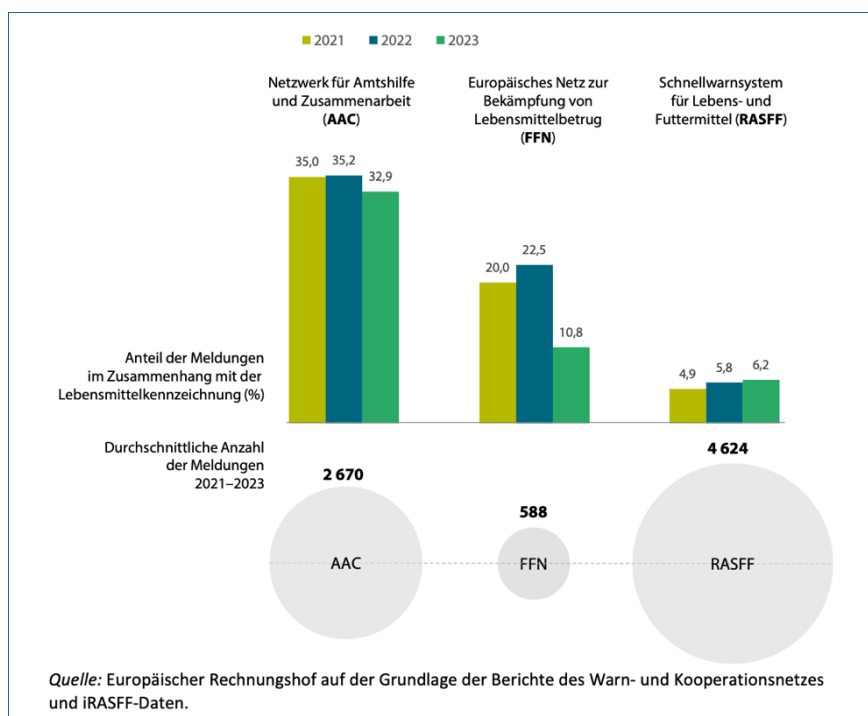 2021 2022 2023
Netzwerk für Amtshilfe
und Zusammenarbeit
(AAC)
Europäisches Netz zur
Bekämpfung von
Lebensmittelbetrug
(FFN)
Schnellwarnsystem
für Lebens- und
Futtermittel (RASFF)
35,0 35,2 32,9
20,0 22,5 10,8
4,9 5,8 6,2
Anteil der Meldungen
im Zusammenhang mit der
Lebensmittelkennzeichnung (%)
Durchschnittliche Anzahl
der Meldungen
2021–2023
2 670
588
4 624
AAC
FFN
RASFF
Quelle: Europäischer Rechnungshof auf der Grundlage der Berichte des Warn- und Kooperationsnetzes
und iRASFF-Daten.